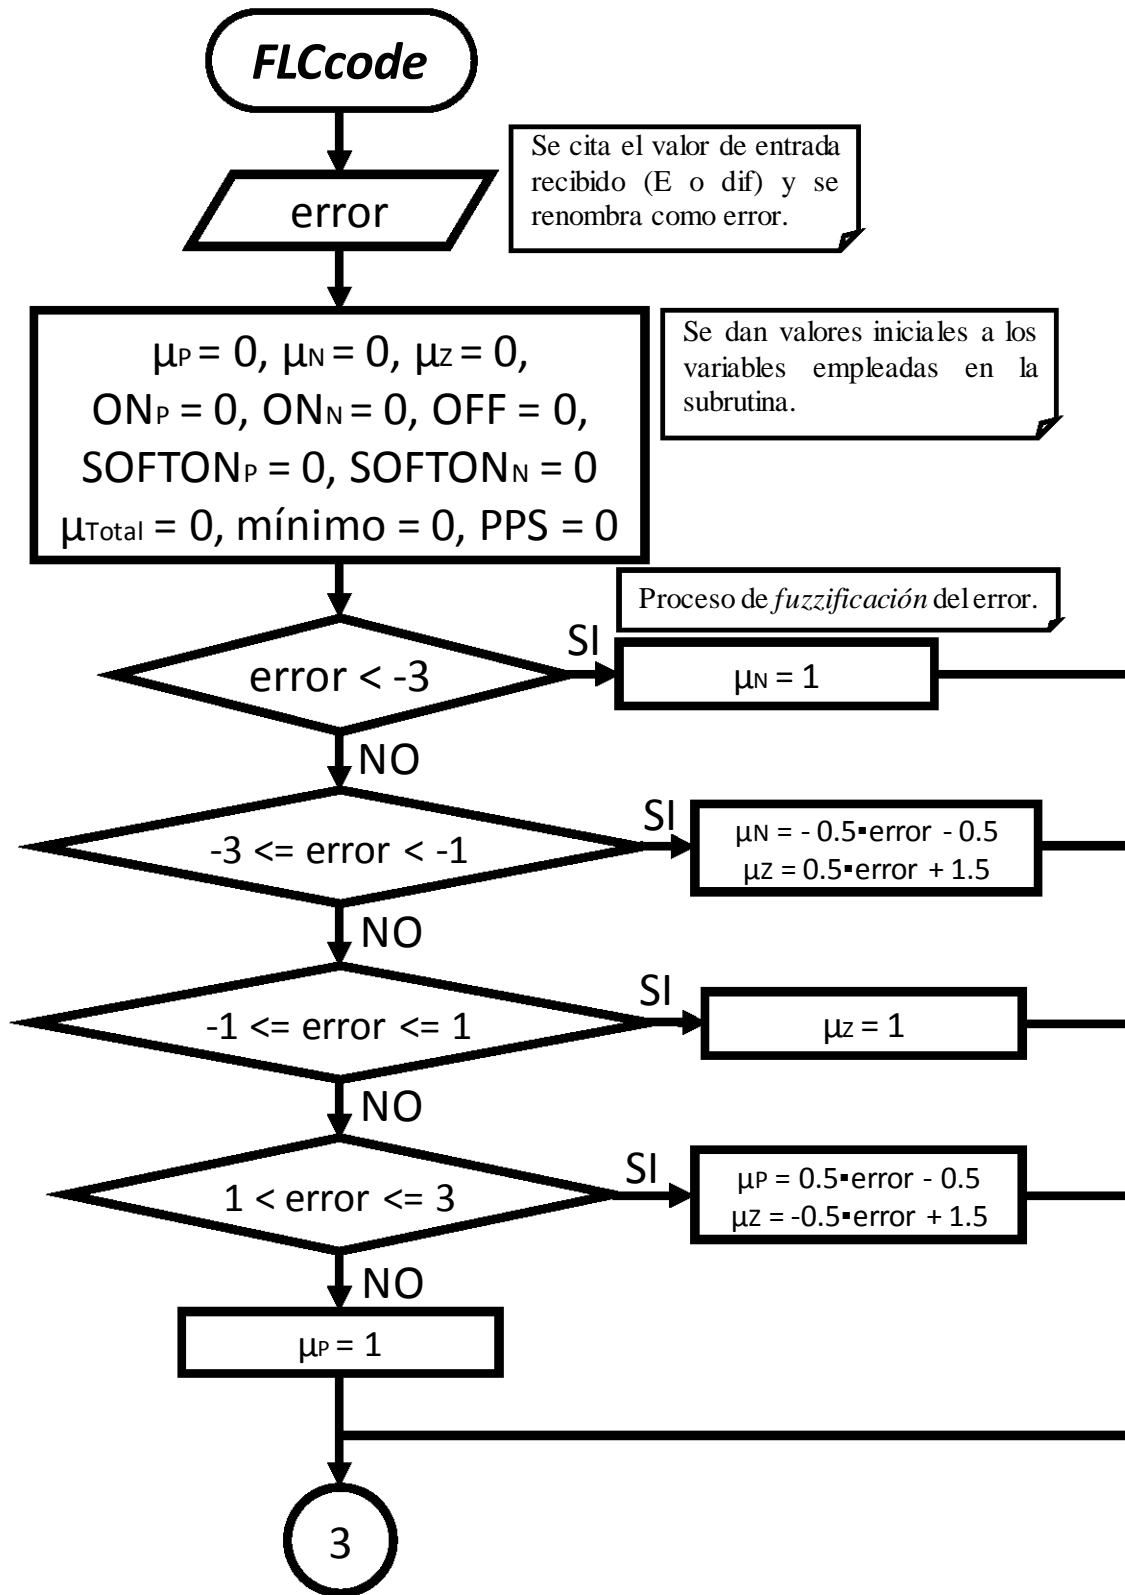 FLCcode
error
Se cita el valor de entrada
recibido (E o dif) y se
renombra como error.
μP = 0, μN = 0, μZ = 0,
ONP = 0, ONN = 0, OFF = 0,
SOFTONP = 0, SOFTONN = 0
μTotal = 0, mínimo = 0, PPS = 0
Se dan valores iniciales a los
variables empleadas en la
subrutina.
Proceso de fuzzificación del error.
error < -3
SI
μN = 1
NO
-3 <= error < -1
SI
μN = - 0.5▪error - 0.5
μZ = 0.5▪error + 1.5
NO
-1 <= error <= 1
SI
μZ = 1
NO
1 < error <= 3
SI
μP = 0.5▪error - 0.5
μZ = -0.5▪error + 1.5
NO
μP = 1
3